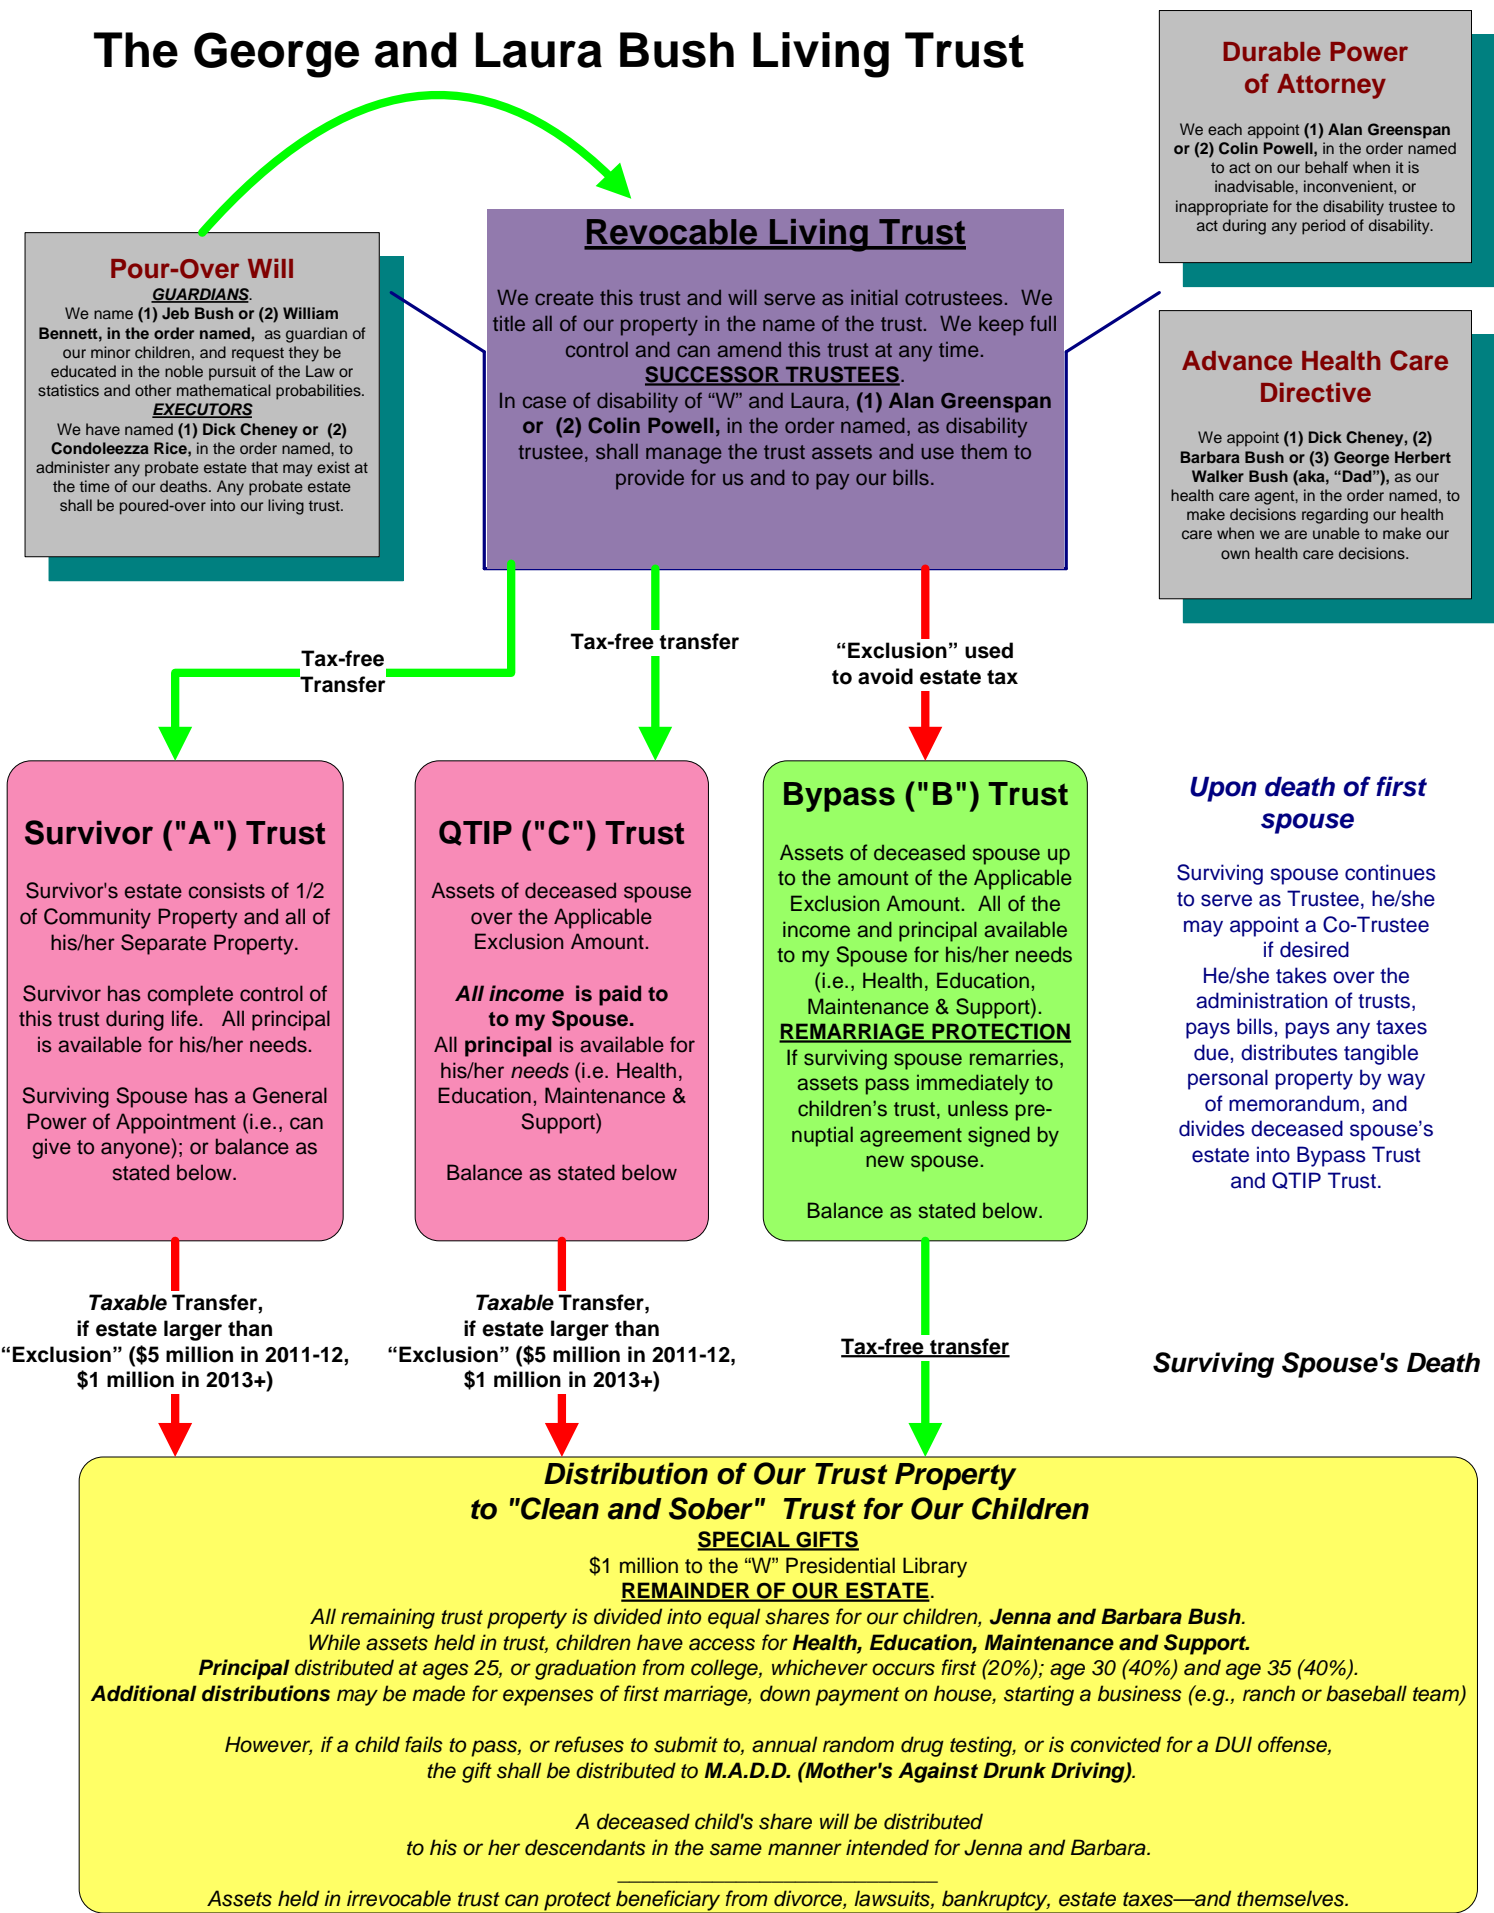 The George and Laura Bush Living Trust
Durable Power
of Attorney
We each appoint (1) Alan Greenspan
or (2) Colin Powell, in the order named
to act on our behalf when it is
inadvisable, inconvenient, or
inappropriate for the disability trustee to
act during any period of disability.
Pour-Over Will
GUARDIANS.
We name (1) Jeb Bush or (2) William
Bennett, in the order named, as guardian of
our minor children, and request they be
educated in the noble pursuit of the Law or
statistics and other mathematical probabilities.
EXECUTORS
We have named (1) Dick Cheney or (2)
Condoleezza Rice, in the order named, to
administer any probate estate that may exist at
the time of our deaths. Any probate estate
shall be poured-over into our living trust.
Revocable Living Trust
We create this trust and will serve as initial cotrustees. We
title all of our property in the name of the trust. We keep full
control and can amend this trust at any time.
SUCCESSOR TRUSTEES.
In case of disability of “W” and Laura, (1) Alan Greenspan
or (2) Colin Powell, in the order named, as disability
trustee, shall manage the trust assets and use them to
provide for us and to pay our bills.
Advance Health Care
Directive
We appoint (1) Dick Cheney, (2)
Barbara Bush or (3) George Herbert
Walker Bush (aka, “Dad”), as our
health care agent, in the order named, to
make decisions regarding our health
care when we are unable to make our
own health care decisions.
Tax-free
Transfer
Tax-free transfer
“Exclusion” used
to avoid estate tax
Survivor ("A") Trust
Survivor's estate consists of 1/2
of Community Property and all of
his/her Separate Property.
Survivor has complete control of
this trust during life. All principal
is available for his/her needs.
Surviving Spouse has a General
Power of Appointment (i.e., can
give to anyone); or balance as
stated below.
QTIP ("C") Trust
Assets of deceased spouse
over the Applicable
Exclusion Amount.
All income is paid to
to my Spouse.
All principal is available for
his/her needs (i.e. Health,
Education, Maintenance &
Support)
Balance as stated below
Bypass ("B") Trust
Assets of deceased spouse up
to the amount of the Applicable
Exclusion Amount. All of the
income and principal available
to my Spouse for his/her needs
(i.e., Health, Education,
Maintenance & Support).
REMARRIAGE PROTECTION
If surviving spouse remarries,
assets pass immediately to
children’s trust, unless pre-
nuptial agreement signed by
new spouse.
Balance as stated below.
Upon death of first
spouse
Surviving spouse continues
to serve as Trustee, he/she
may appoint a Co-Trustee
if desired
He/she takes over the
administration of trusts,
pays bills, pays any taxes
due, distributes tangible
personal property by way
of memorandum, and
divides deceased spouse’s
estate into Bypass Trust
and QTIP Trust.
Taxable Transfer,
if estate larger than
“Exclusion” ($5 million in 2011-12,
$1 million in 2013+)
Taxable Transfer,
if estate larger than
“Exclusion” ($5 million in 2011-12,
$1 million in 2013+)
Tax-free transfer
Surviving Spouse's Death
Distribution of Our Trust Property
to "Clean and Sober" Trust for Our Children
SPECIAL GIFTS
$1 million to the “W” Presidential Library
REMAINDER OF OUR ESTATE.
All remaining trust property is divided into equal shares for our children, Jenna and Barbara Bush.
While assets held in trust, children have access for Health, Education, Maintenance and Support.
Principal distributed at ages 25, or graduation from college, whichever occurs first (20%); age 30 (40%) and age 35 (40%).
Additional distributions may be made for expenses of first marriage, down payment on house, starting a business (e.g., ranch or baseball team)
However, if a child fails to pass, or refuses to submit to, annual random drug testing, or is convicted for a DUI offense,
the gift shall be distributed to M.A.D.D. (Mother's Against Drunk Driving).
A deceased child's share will be distributed
to his or her descendants in the same manner intended for Jenna and Barbara.
Assets held in irrevocable trust can protect beneficiary from divorce, lawsuits, bankruptcy, estate taxes—and themselves.